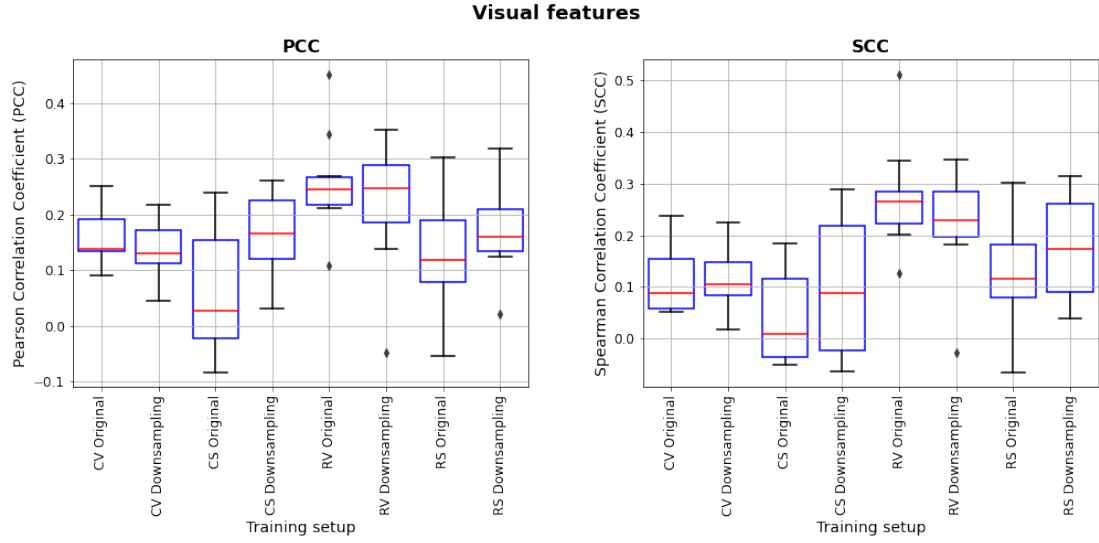 Visual features
PCC
Pearson Correlation Coefficient (PCC)
0.4
0.3
0.2
0.1
0.0
−0.1
CV Original
CV Downsampling
CS Original
CS Downsampling
RV Original
RV Downsampling
RS Original
RS Downsampling
Training setup
SCC
Spearman Correlation Coefficient (SCC)
0.5
0.4
0.3
0.2
0.1
0.0
CV Original
CV Downsampling
CS Original
CS Downsampling
RV Original
RV Downsampling
RS Original
RS Downsampling
Training setup